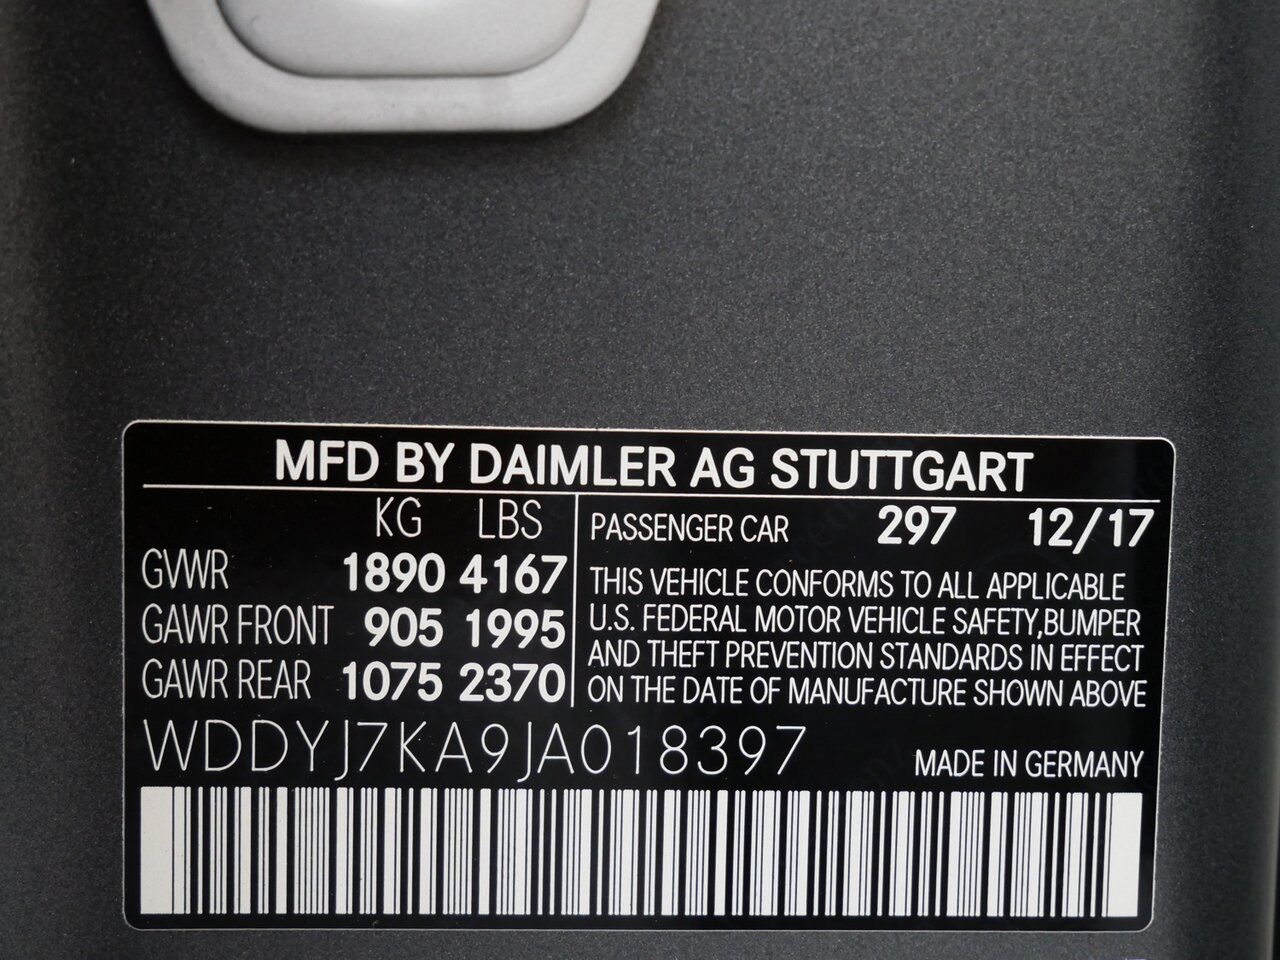 MFD BY DAIMLER AG STUTTGART
KG LBS
GVWR 1890 4167
GAWR FRONT 905 1995
GAWR REAR 1075 2370
PASSENGER CAR 297 12/17
THIS VEHICLE CONFORMS TO ALL APPLICABLE
U.S. FEDERAL MOTOR VEHICLE SAFETY,BUMPER
AND THEFT PREVENTION STANDARDS IN EFFECT
ON THE DATE OF MANUFACTURE SHOWN ABOVE
WDDYJ7KA9JA018397
MADE IN GERMANY